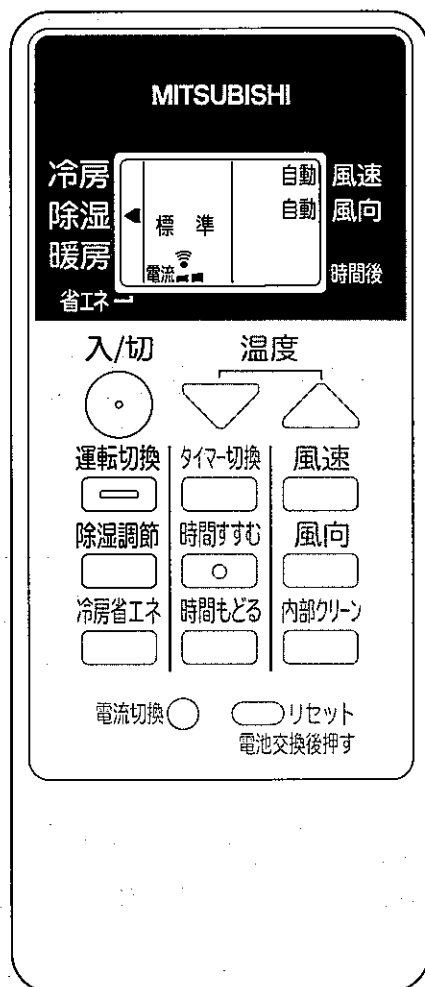 MITSUBISHI
冷房 自動 風速
除湿 標準 自動 風向
暖房 電流 時間後
省エネ
入/切 温度
運転切換 タイマー切換 風速
除湿調節 時間すすむ 風向
冷房省エネ 時間もどる 内部クリーン
電流切換 リセット
電池交換後押す